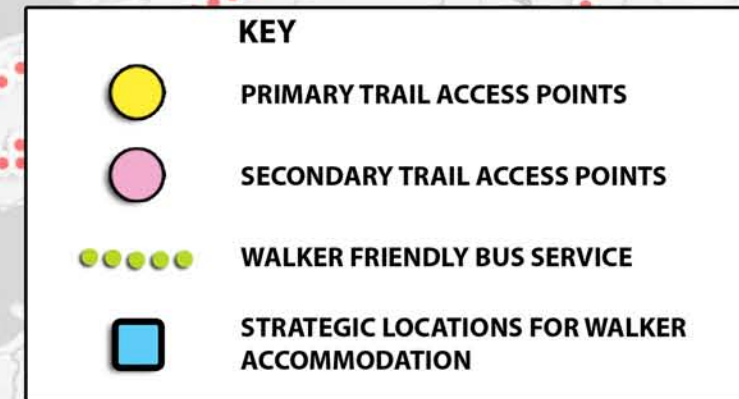 KEY
PRIMARY TRAIL ACCESS POINTS
SECONDARY TRAIL ACCESS POINTS
WALKER FRIENDLY BUS SERVICE
STRATEGIC LOCATIONS FOR WALKER
ACCOMMODATION